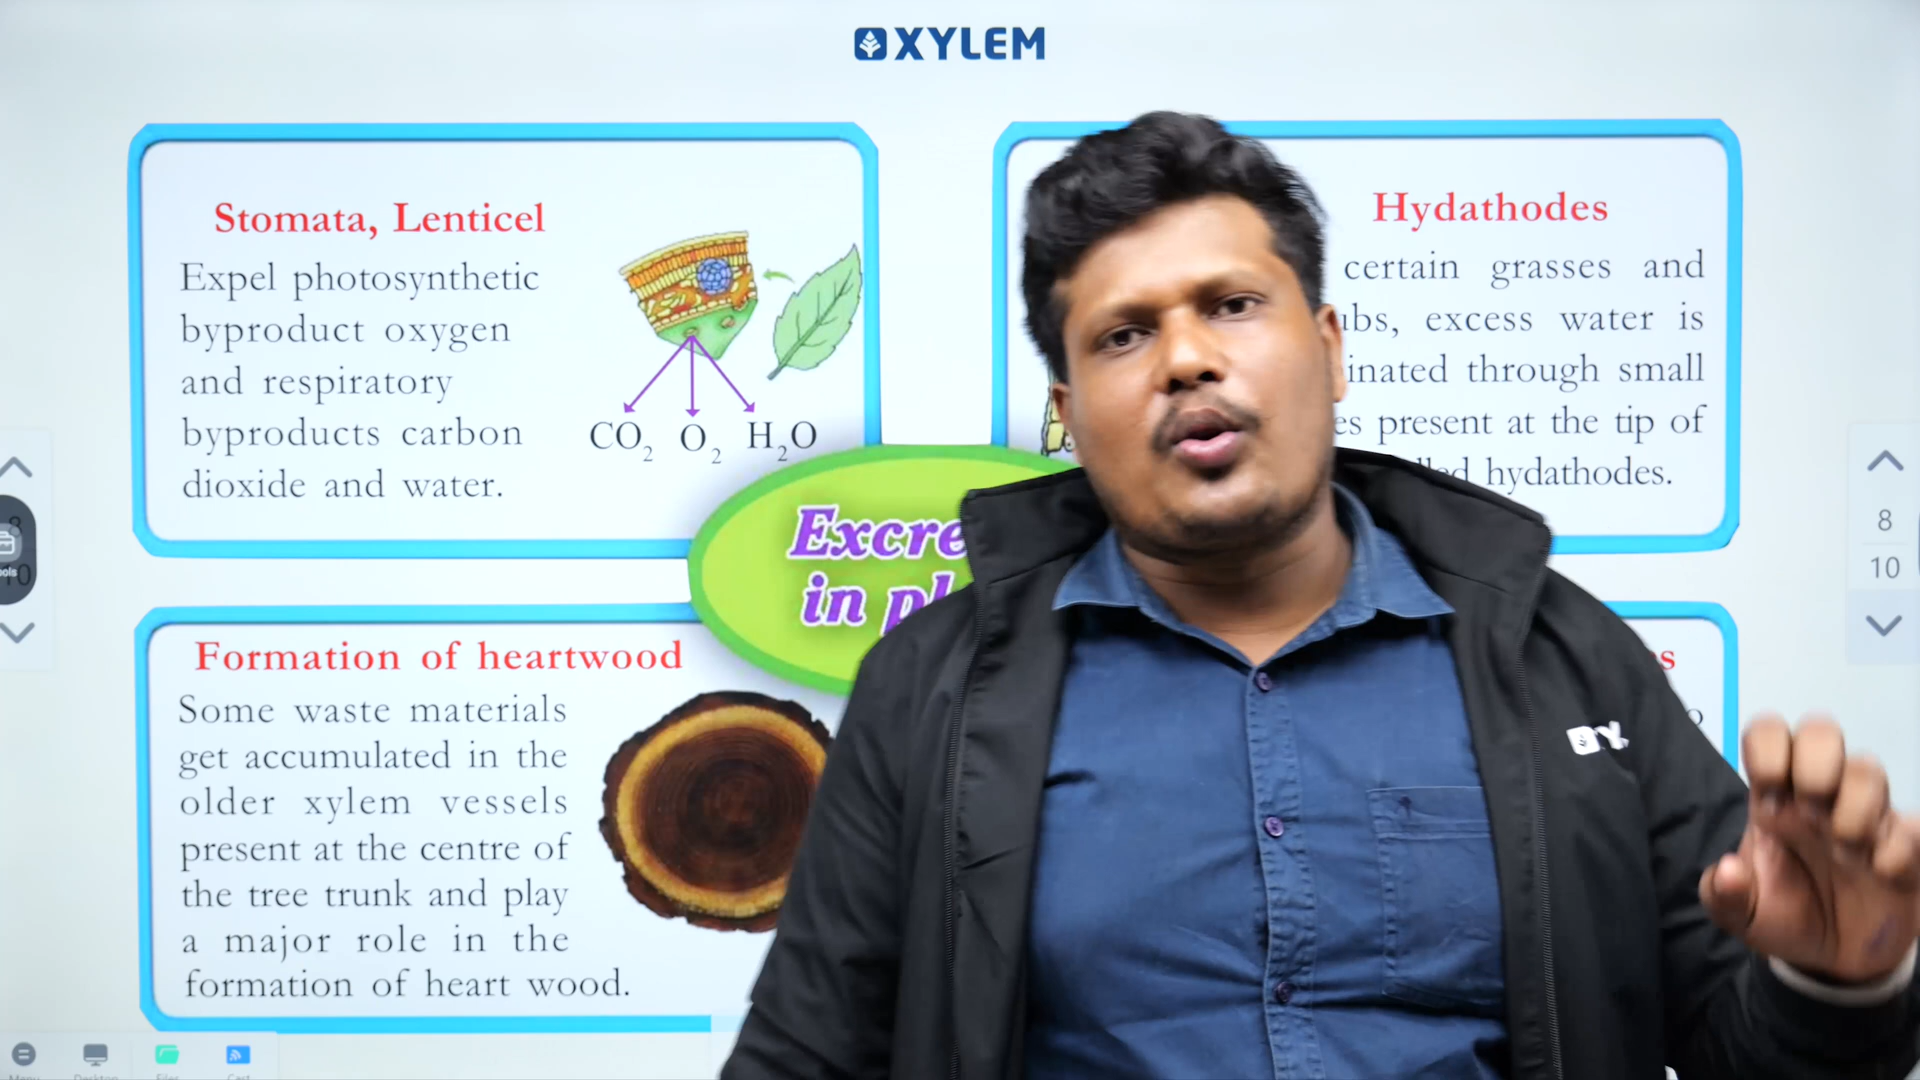 XYLEM
Stomata, Lenticel
Expel photosynthetic
byproduct oxygen
and respiratory
byproducts carbon
dioxide and water.
CO2 O2 H2O
Hydathodes
certain grasses and
excess water is
through small
present at the tip of
hydathodes.
in
Formation of heartwood
Some waste materials
get accumulated in the
older xylem vessels
present at the centre of
the tree trunk and play
a major role in the
formation of heart wood.
8
10